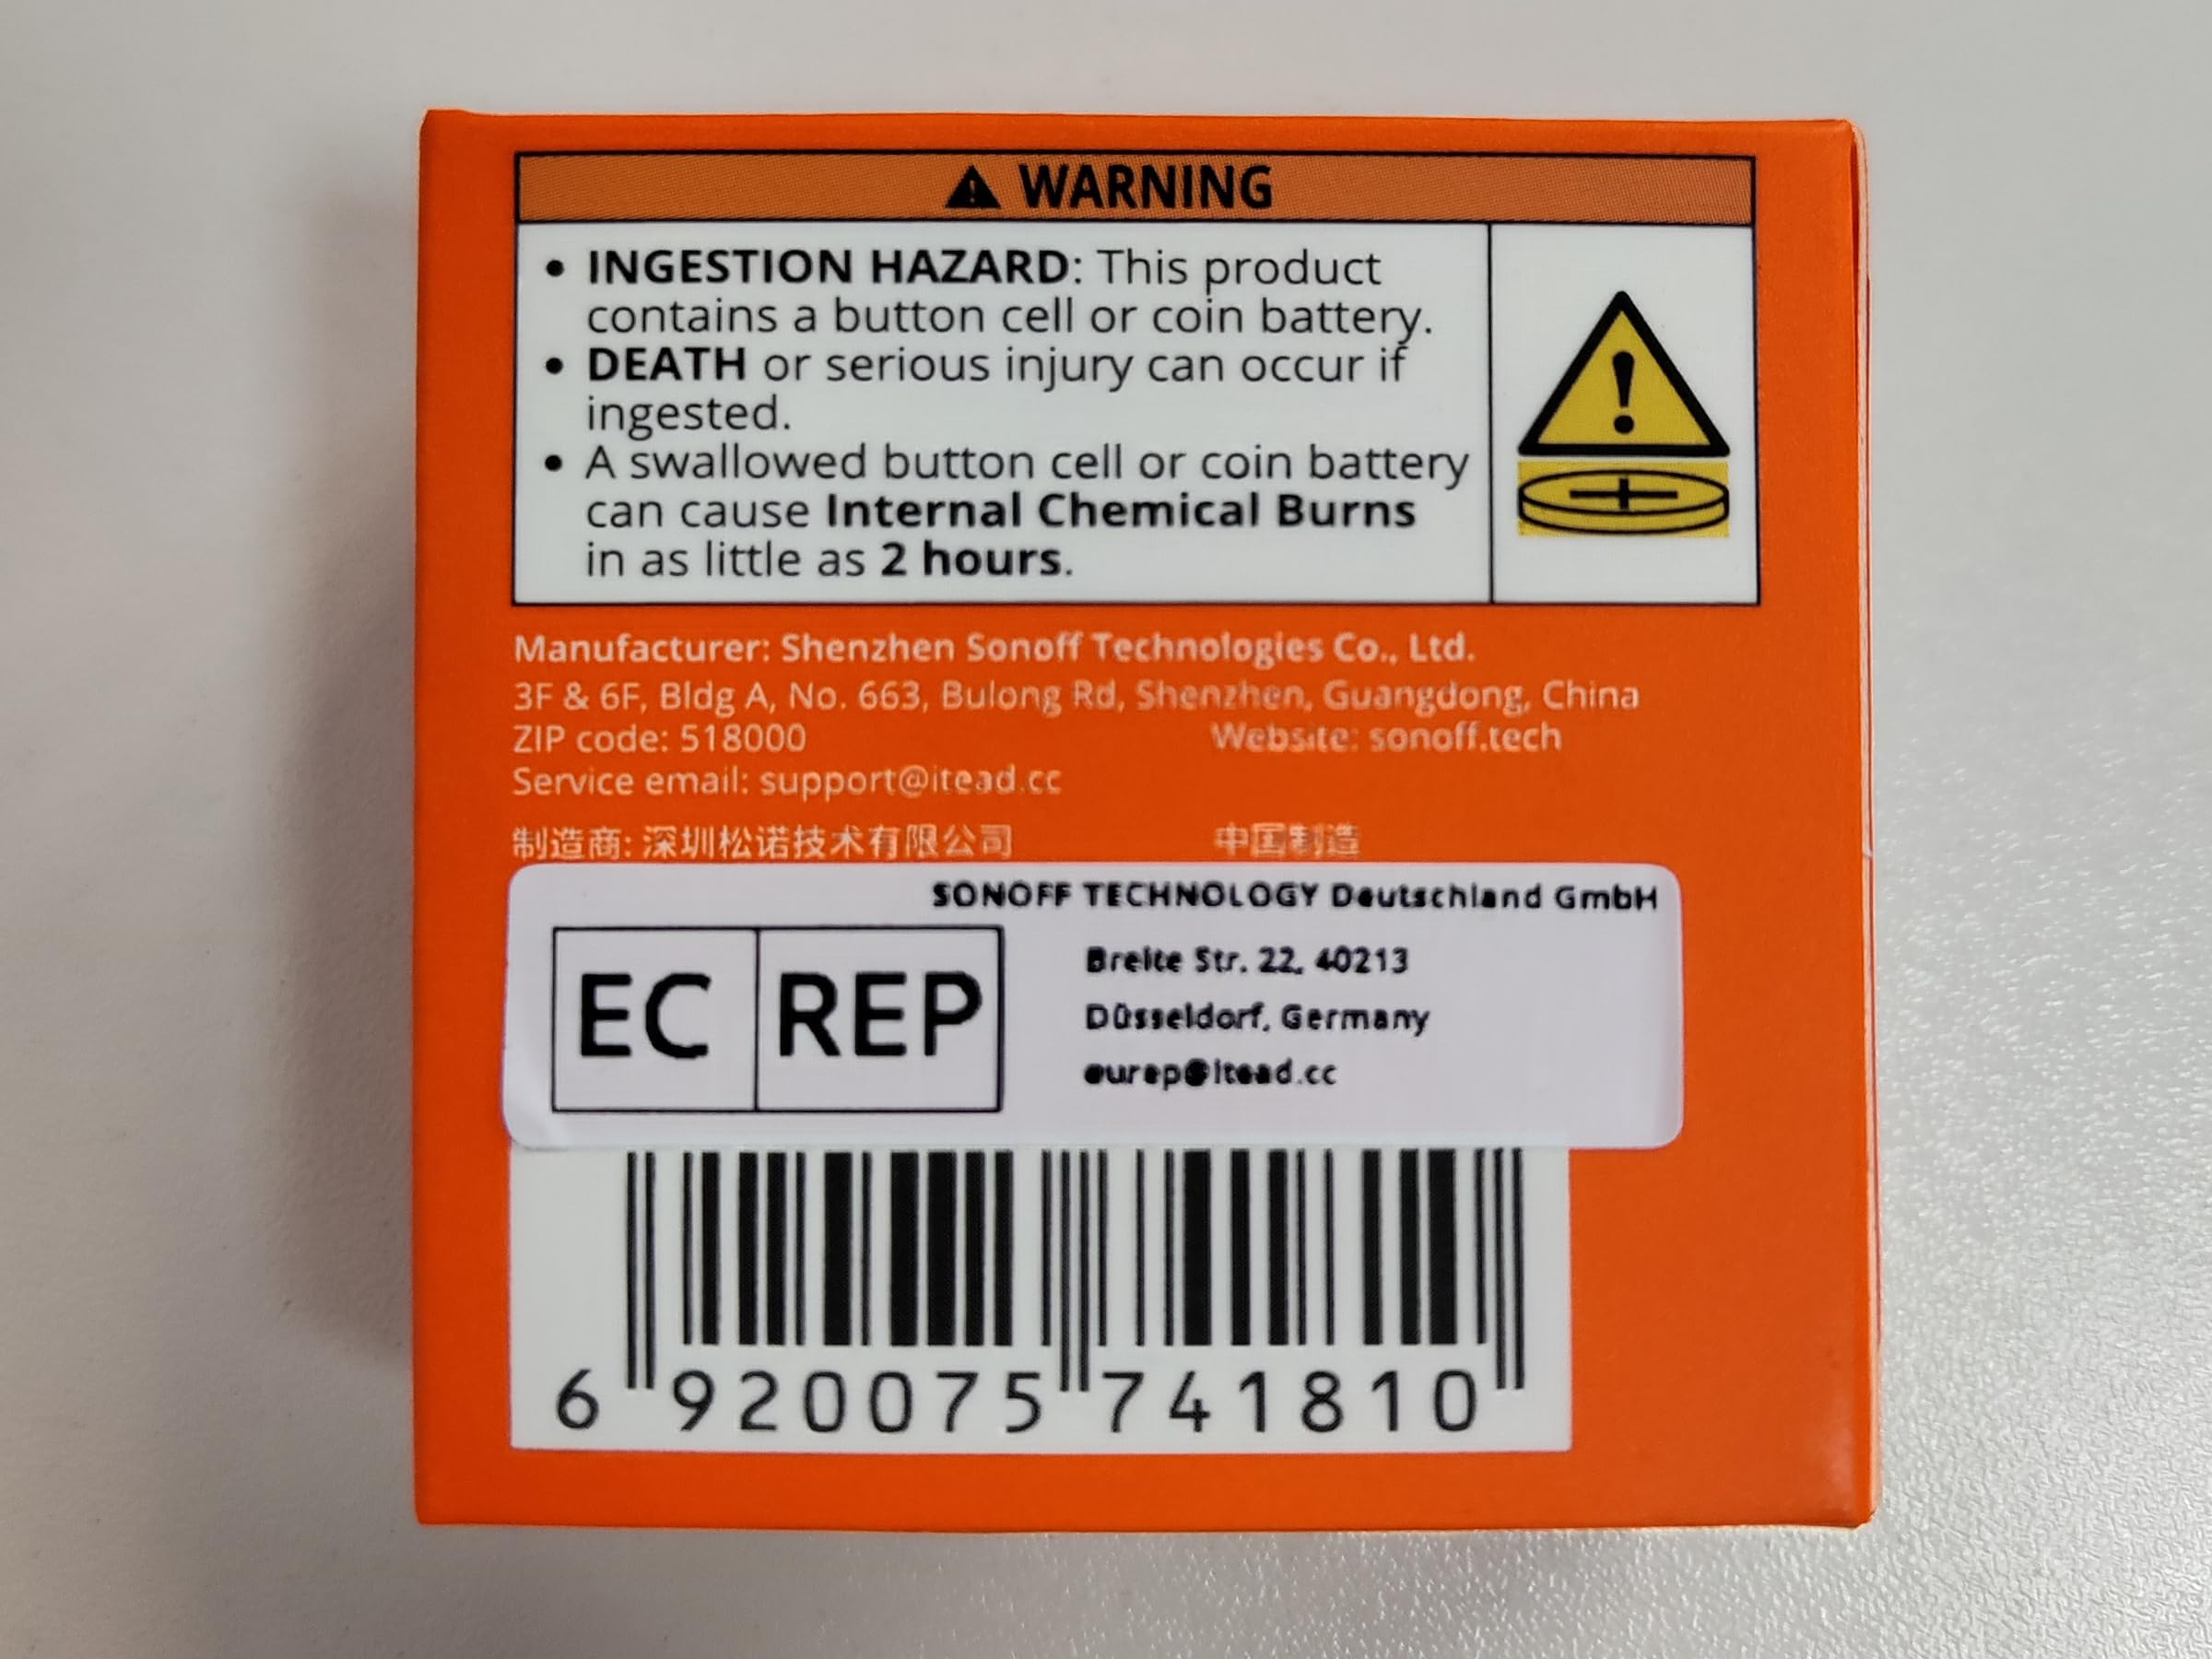 WARNING
• INGESTION HAZARD: This product
contains a button cell or coin battery.
• DEATH or serious injury can occur if
ingested.
• A swallowed button cell or coin battery
can cause Internal Chemical Burns
in as little as 2 hours.
Manufacturer: Shenzhen Sonoff Technologies Co., Ltd.
3F & 6F, Bldg A, No. 663, Bulong Rd, Shenzhen, Guangdong, China
ZIP code: 518000 Website: sonoff.tech
Service email: support@itead.cc
制造商: 深圳松诺技术有限公司 中国制造
SONOFF TECHNOLOGY Deutschland GmbH
EC REP
Breite Str. 22, 40213
Düsseldorf, Germany
eurep@itead.cc
6 920075 741810